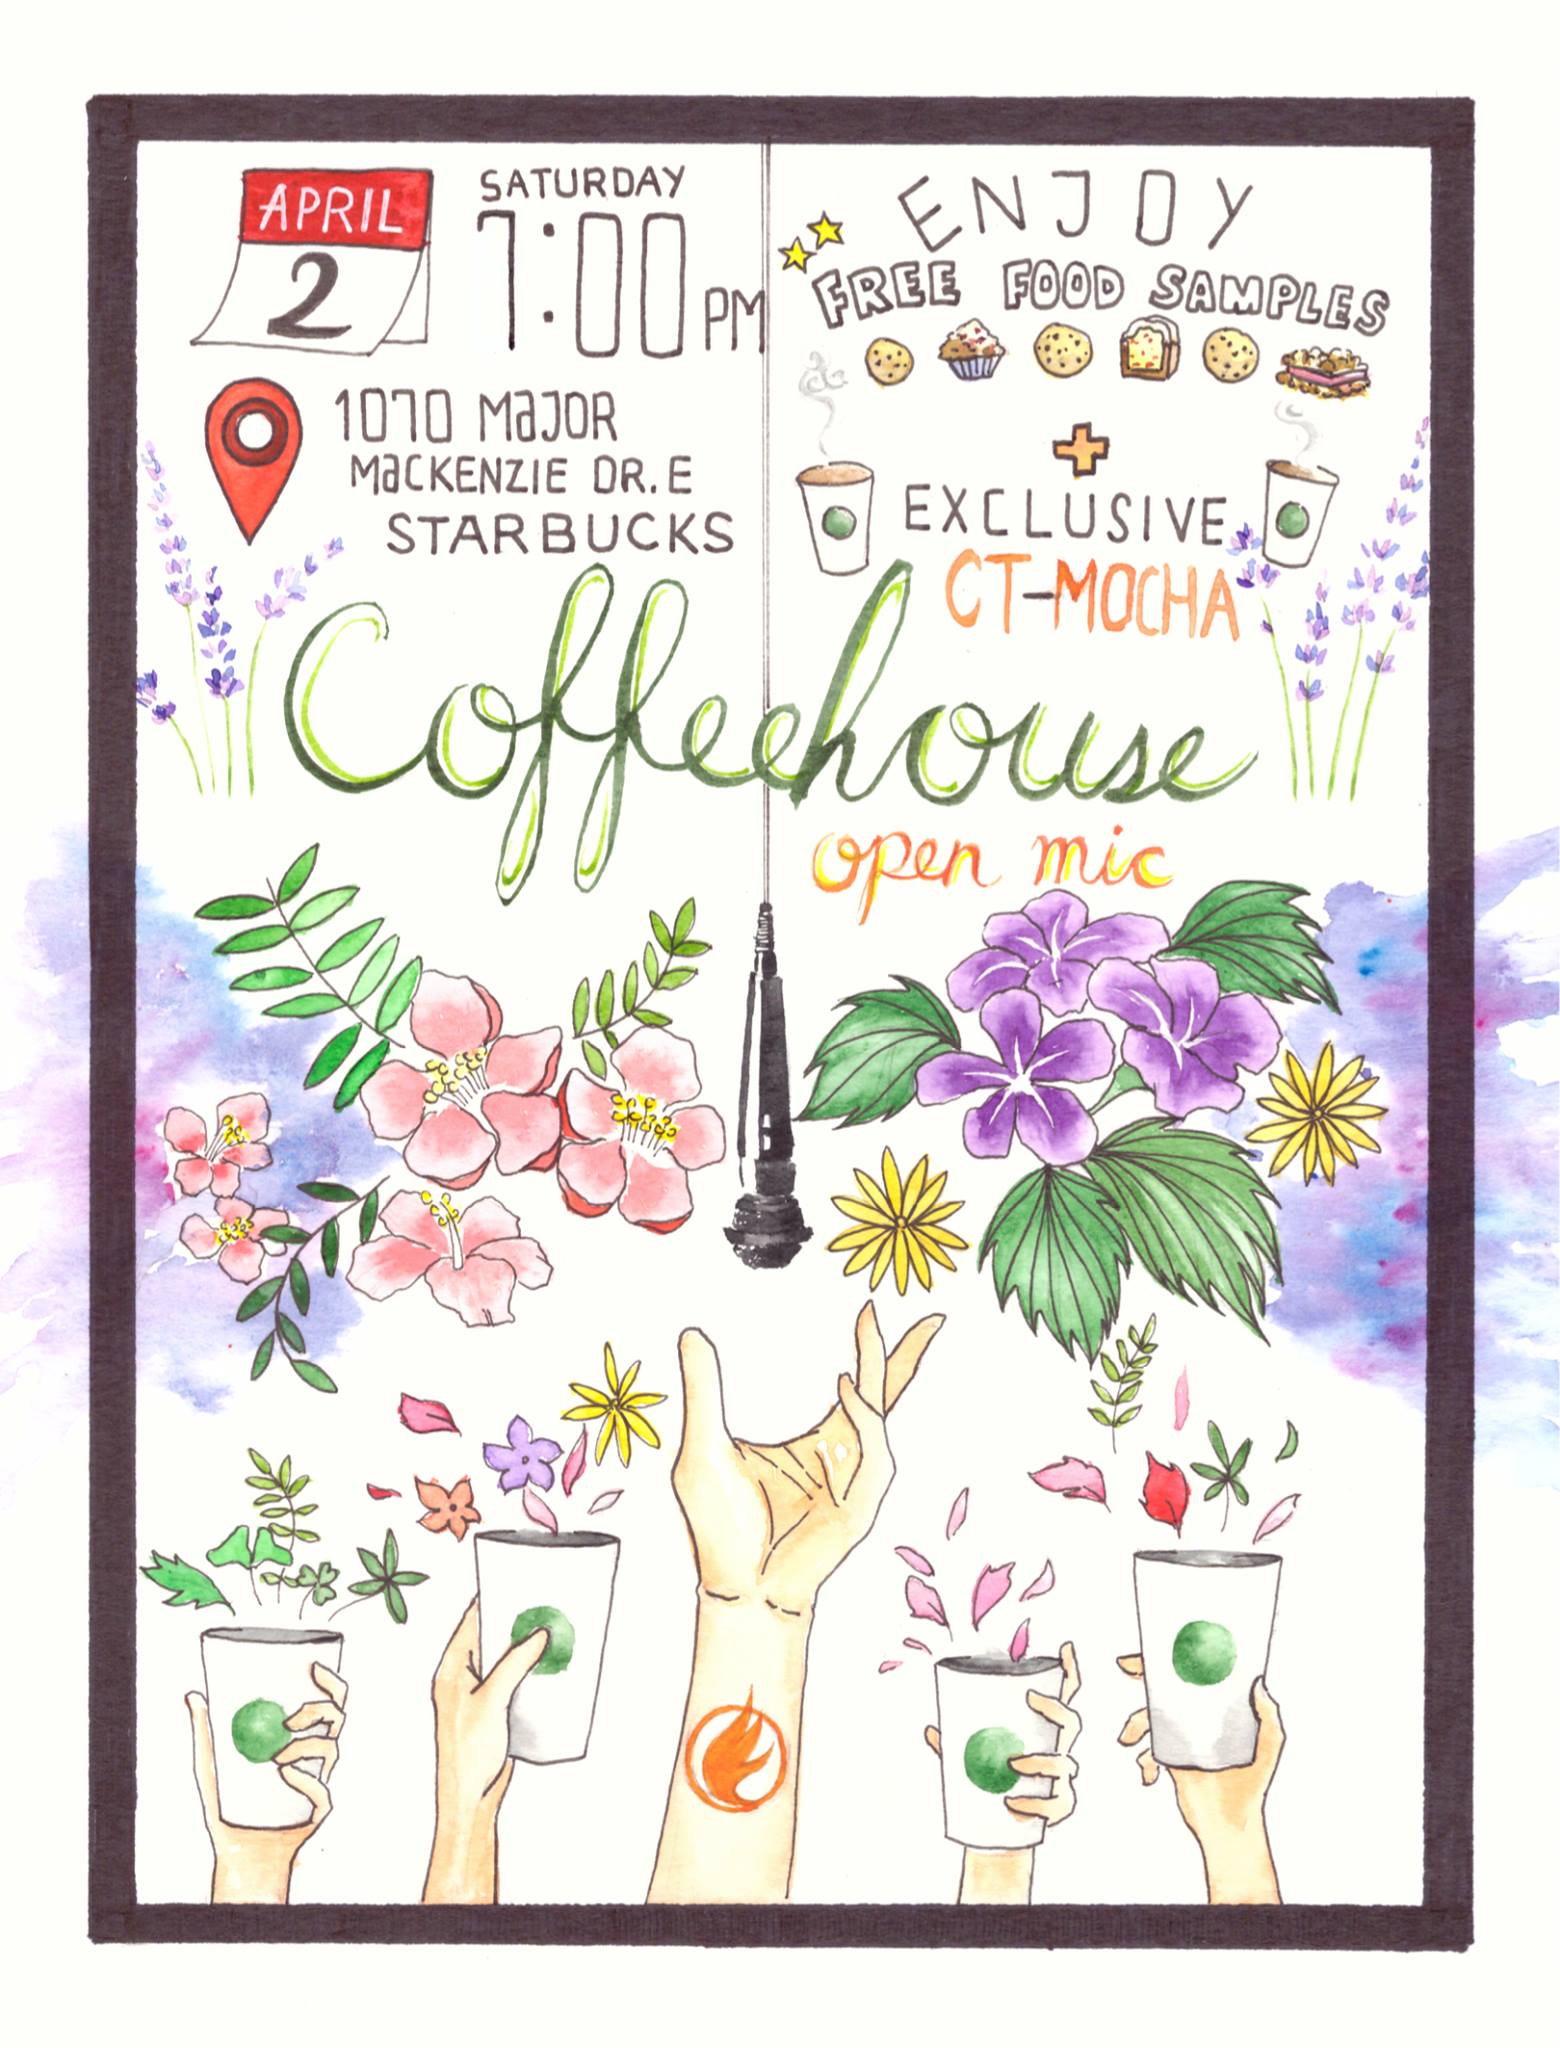 APRIL
2
SATURDAY
7:00 PM
1070 MaJOR
MaCKENZIE DR. E
STARBUCKS
ENJOY
FREE FOOD SAMPLES
+
EXCLUSIVE
CT-MOCHA
Coffeehouse
open mic